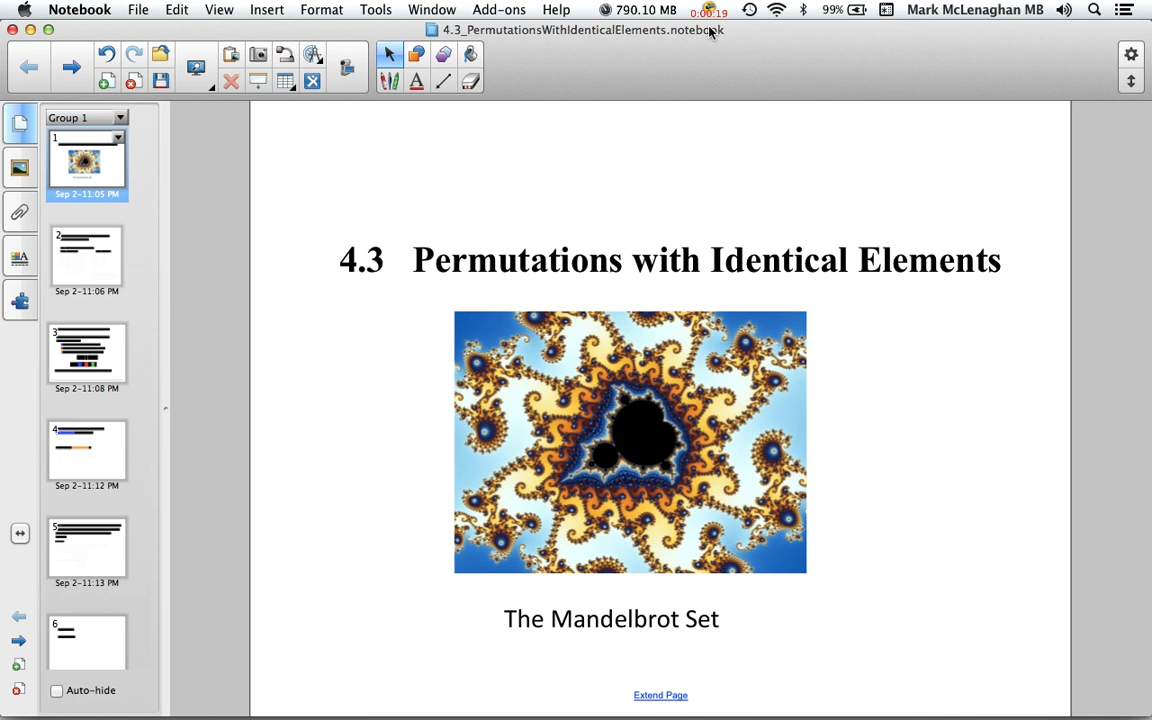 Notebook File Edit View Insert Format Tools Window Add-ons Help 790.10 MB 0:00:19 99% Mark McLenaghan MB
4.3_PermutationsWithIdenticalElements.notebook
Group 1
1
Sep 2-11:05 PM
2
Sep 2-11:06 PM
3
Sep 2-11:08 PM
4
Sep 2-11:12 PM
5
Sep 2-11:13 PM
6
Auto-hide
4.3 Permutations with Identical Elements
The Mandelbrot Set
Extend Page